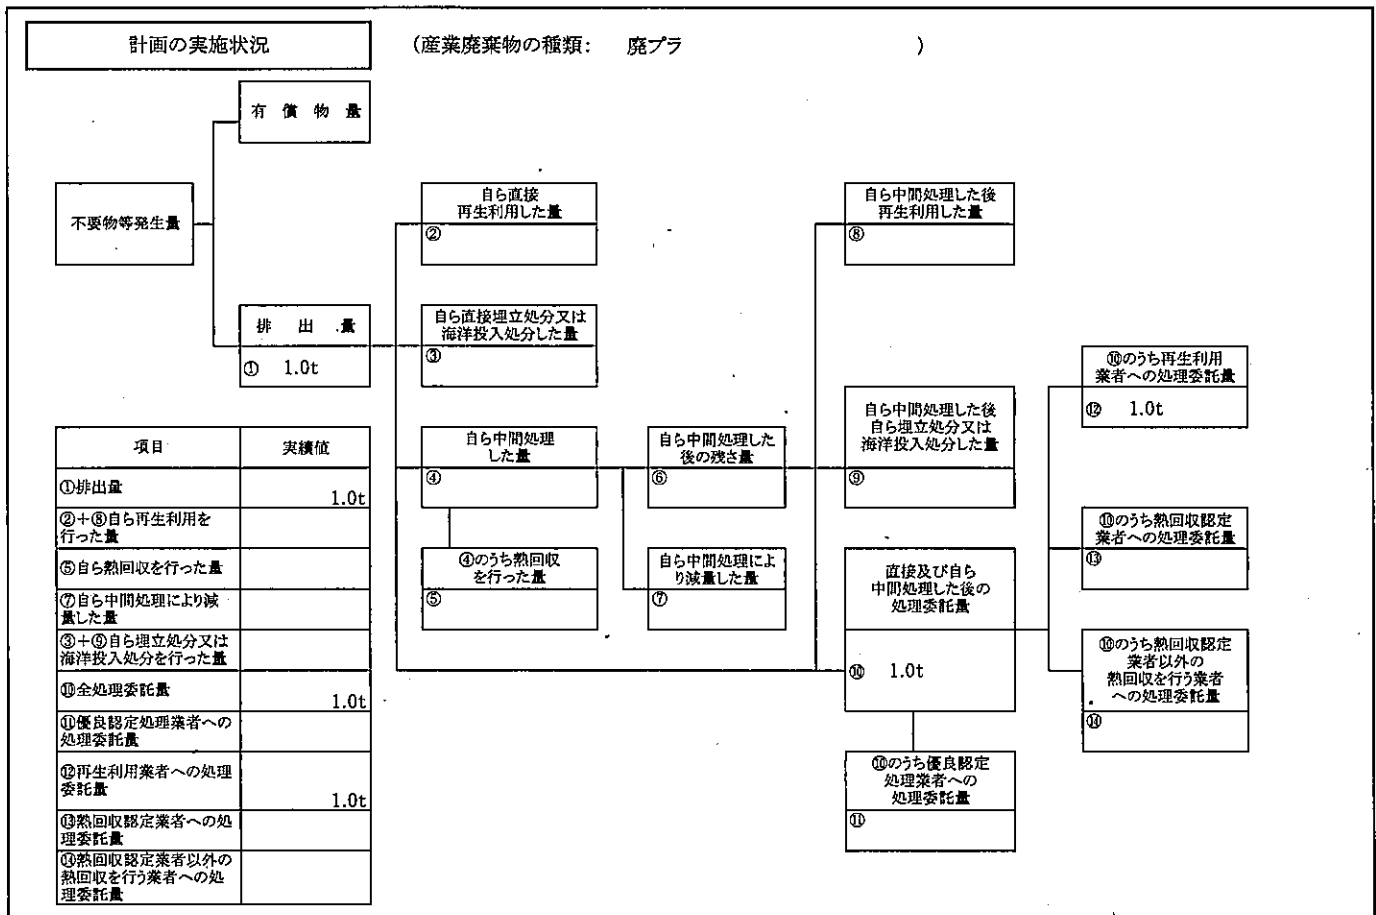 計画の実施状況
(産業廃棄物の種類： 廃プラ )
有償物量
不要物等発生量
排出量
① 1.0t
自ら直接
再生利用した量
②
自ら直接埋立処分又は
海洋投入処分した量
③
自ら中間処理
した量
④
④のうち熱回収
を行った量
⑤
自ら中間処理した
後の残さ量
⑥
自ら中間処理によ
り減量した量
⑦
自ら中間処理した後
再生利用した量
⑧
自ら中間処理した後
自ら埋立処分又は
海洋投入処分した量
⑨
直接及び自ら
中間処理した後の
処理委託量
⑩ 1.0t
⑩のうち優良認定
処理業者への
処理委託量
⑪
⑩のうち再生利用
業者への処理委託量
⑫ 1.0t
⑩のうち熱回収認定
業者への処理委託量
⑬
⑩のうち熱回収認定
業者以外の
熱回収を行う業者
への処理委託量
⑭
項目 実績値
①排出量 1.0t
②＋⑧自ら再生利用を
行った量
⑤自ら熱回収を行った量
⑦自ら中間処理により減
量した量
③＋⑨自ら埋立処分又は
海洋投入処分を行った量
⑩全処理委託量 1.0t
⑪優良認定処理業者への
処理委託量
⑫再生利用業者への処理
委託量 1.0t
⑬熱回収認定業者への処
理委託量
⑭熱回収認定業者以外の
熱回収を行う業者への処
理委託量